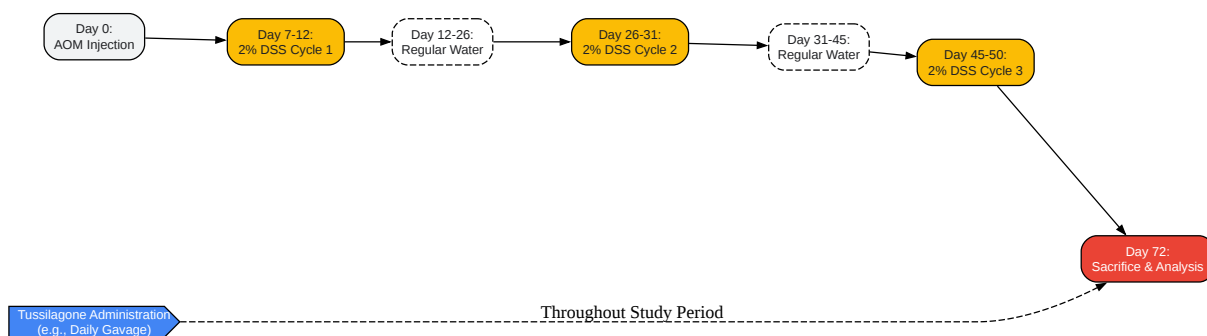 Day 0:
AOM Injection
Day 7-12:
2% DSS Cycle 1
Day 12-26:
Regular Water
Day 26-31:
2% DSS Cycle 2
Day 31-45:
Regular Water
Day 45-50:
2% DSS Cycle 3
Day 72:
Sacrifice & Analysis
Throughout Study Period
Tussilagone Administration
(e.g., Daily Gavage)